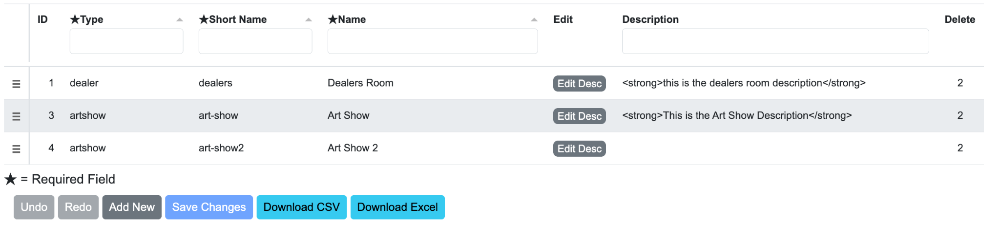 ID ★Type ★Short Name ★Name Edit Description Delete
1 dealer dealers Dealers Room Edit Desc <strong>this is the dealers room description</strong> 2
3 artshow art-show Art Show Edit Desc <strong>This is the Art Show Description</strong> 2
4 artshow art-show2 Art Show 2 Edit Desc 2
★ = Required Field
Undo Redo Add New Save Changes Download CSV Download Excel